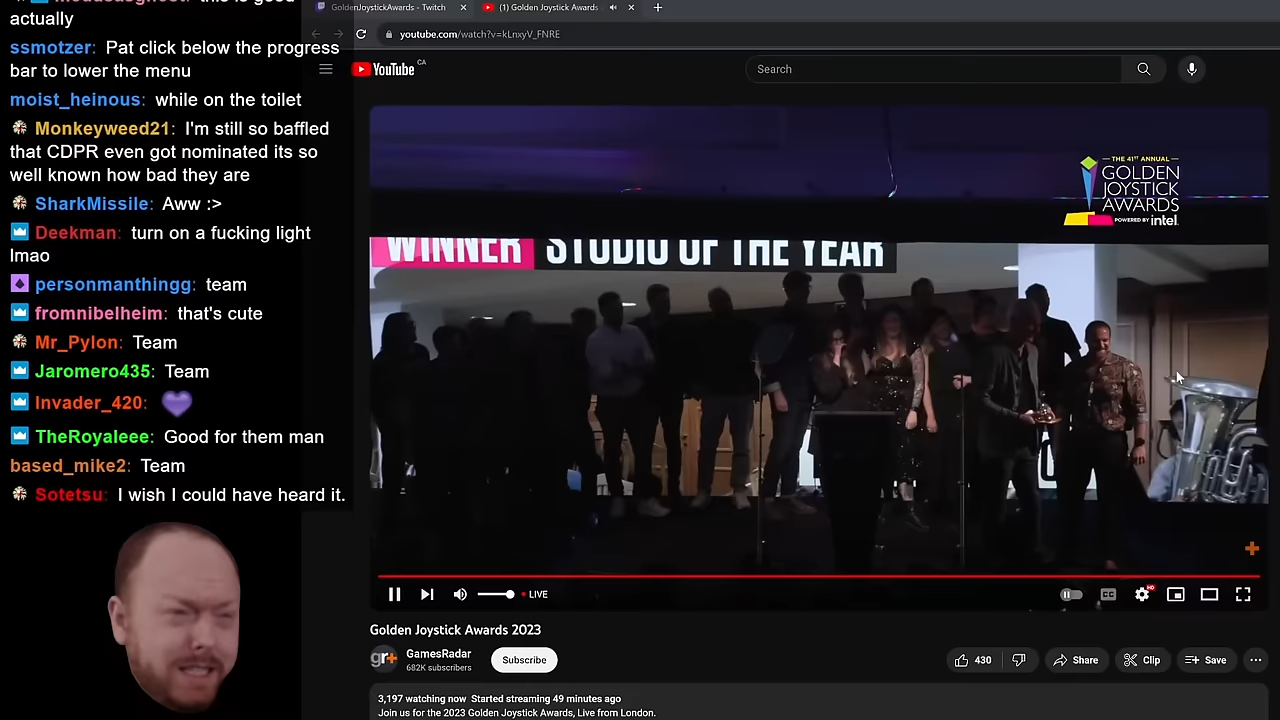 actually
ssmotzer: Pat click below the progress
bar to lower the menu
moist_heinous: while on the toilet
Monkeyweed21: I'm still so baffled
that CDPR even got nominated its so
well known how bad they are
SharkMissile: Aww :>
Deekman: turn on a fucking light
lmao
personmanthingg: team
fromnibelheim: that's cute
Mr_Pylon: Team
Jaromero435: Team
Invader_420:
TheRoyaleee: Good for them man
based_mike2: Team
Sotetsu: I wish I could have heard it.
GoldenJoystickAwards - Twitch
(1) Golden Joystick Awards
youtube.com/watch?v=kLnxyV_FNRE
YouTube CA
Search
THE 41ST ANNUAL
GOLDEN
JOYSTICK
AWARDS
POWERED BY intel.
WINNER STUDIO OF THE YEAR
LIVE
CC
HD
Golden Joystick Awards 2023
gr+
GamesRadar
682K subscribers
Subscribe
430
Share
Clip
Save
3,197 watching now Started streaming 49 minutes ago
Join us for the 2023 Golden Joystick Awards, Live from London.